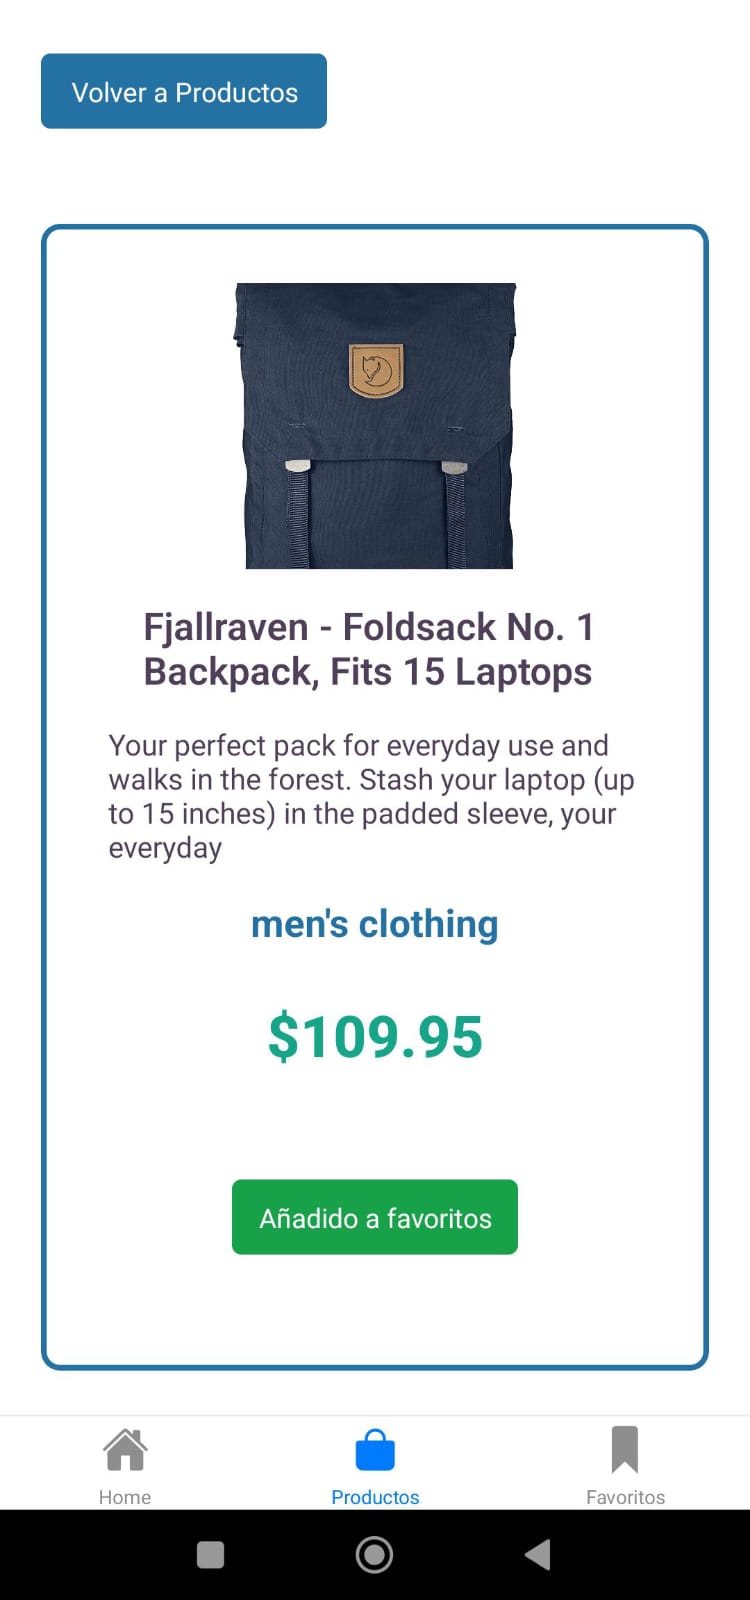 Volver a Productos
Fjallraven - Foldsack No. 1
Backpack, Fits 15 Laptops
Your perfect pack for everyday use and
walks in the forest. Stash your laptop (up
to 15 inches) in the padded sleeve, your
everyday
men's clothing
$109.95
Añadido a favoritos
Home
Productos
Favoritos